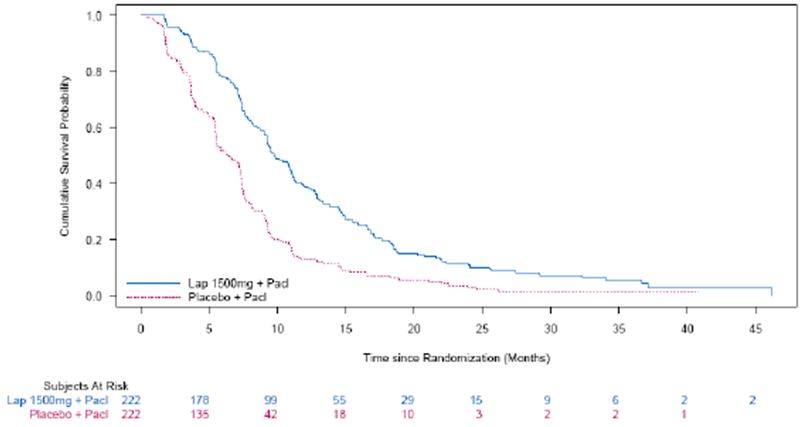 1.0
0.8
0.6
0.4
0.2
0.0
Cumulative Survival Probability
Lap 1500mg + Pacl
Placebo + Pacl
0 5 10 15 20 25 30 35 40 45
Time since Randomization (Months)
Subjects At Risk
Lap 1500mg + Pacl 222 178 99 55 29 15 9 6 2 2
Placebo + Pacl 222 135 42 18 10 3 2 2 1